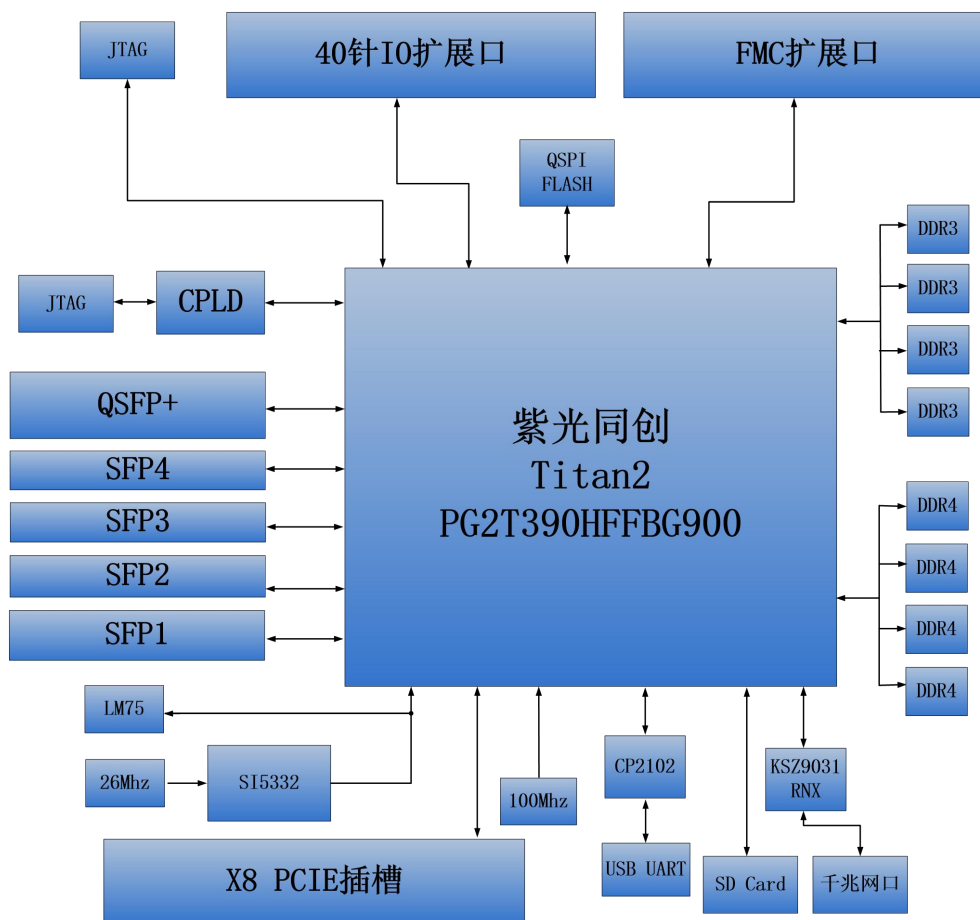 JTAG
40针IO扩展口
FMC扩展口
QSPI
FLASH
DDR3
DDR3
DDR3
DDR3
JTAG
CPLD
QSFP+
SFP4
SFP3
SFP2
SFP1
紫光同创
Titan2
PG2T390HFFBG900
DDR4
DDR4
DDR4
DDR4
LM75
26Mhz
SI5332
100Mhz
CP2102
KSZ9031
RNX
X8 PCIE插槽
USB UART
SD Card
千兆网口